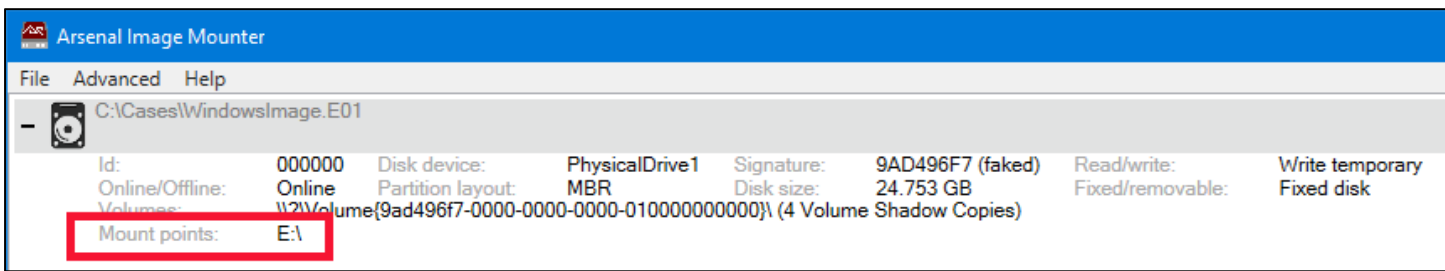 Arsenal Image Mounter
File Advanced Help
C:\Cases\WindowsImage.E01
Id: 000000 Disk device: PhysicalDrive1 Signature: 9AD496F7 (faked) Read/write: Write temporary
Online/Offline: Online Partition layout: MBR Disk size: 24.753 GB Fixed/removable: Fixed disk
Volumes: \\?\Volume{9ad496f7-0000-0000-0000-010000000000}\ (4 Volume Shadow Copies)
Mount points: E:\